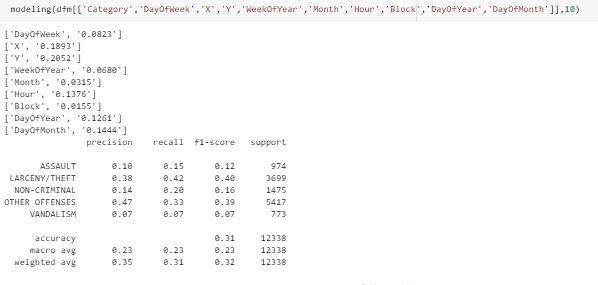 modeling(dfm[['Category','DayOfWeek','X','Y','WeekOfYear','Month','Hour','Block','DayOfYear','DayOfMonth']],10)
['DayOfWeek', '0.0823']
['X', '0.1893']
['Y', '0.2052']
['WeekOfYear', '0.0680']
['Month', '0.0315']
['Hour', '0.1376']
['Block', '0.0155']
['DayOfYear', '0.1261']
['DayOfMonth', '0.1444']
precision recall f1-score support
ASSAULT 0.10 0.15 0.12 974
LARCENY/THEFT 0.38 0.42 0.40 3699
NON-CRIMINAL 0.14 0.20 0.16 1475
OTHER OFFENSES 0.47 0.33 0.39 5417
VANDALISM 0.07 0.07 0.07 773
accuracy 0.31 12338
macro avg 0.23 0.23 0.23 12338
weighted avg 0.35 0.31 0.32 12338